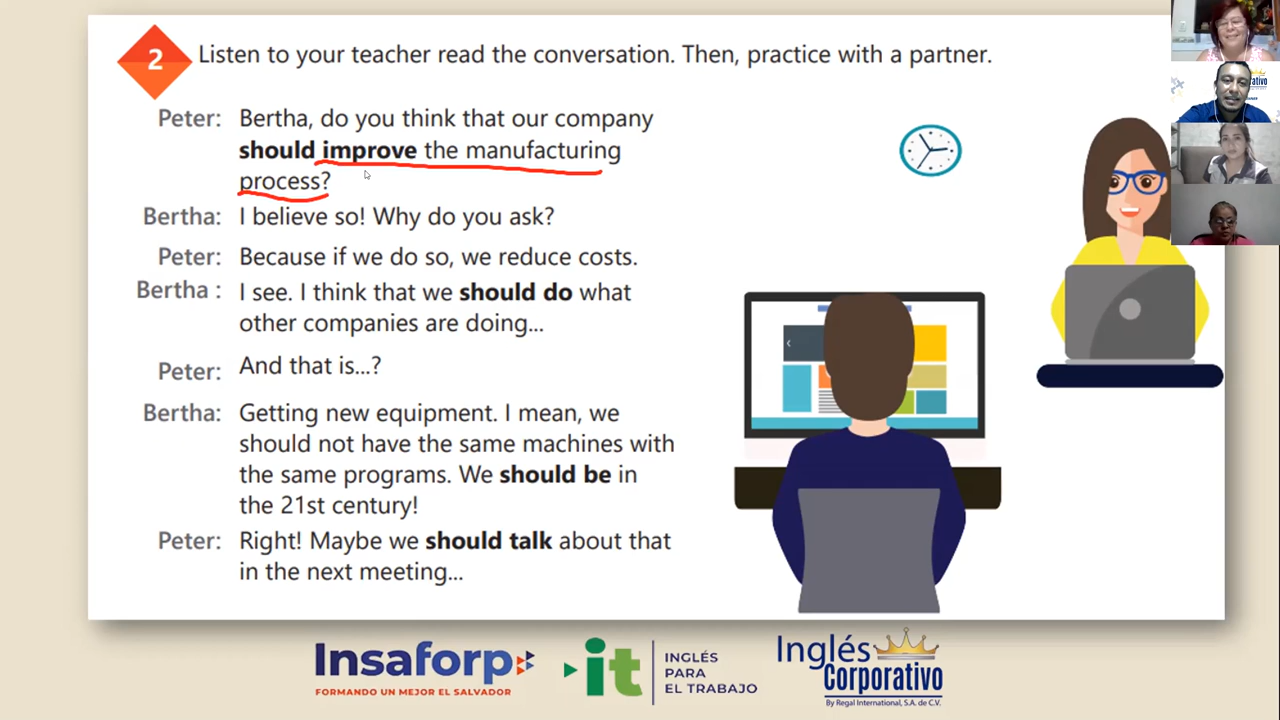 2 Listen to your teacher read the conversation. Then, practice with a partner.
Peter: Bertha, do you think that our company
should improve the manufacturing
process?
Bertha: I believe so! Why do you ask?
Peter: Because if we do so, we reduce costs.
Bertha : I see. I think that we should do what
other companies are doing...
Peter: And that is...?
Bertha: Getting new equipment. I mean, we
should not have the same machines with
the same programs. We should be in
the 21st century!
Peter: Right! Maybe we should talk about that
in the next meeting...
Insaforp
FORMANDO UN MEJOR EL SALVADOR
it
INGLÉS
PARA
EL TRABAJO
Inglés
Corporativo
By Regal International, S.A. de C.V.